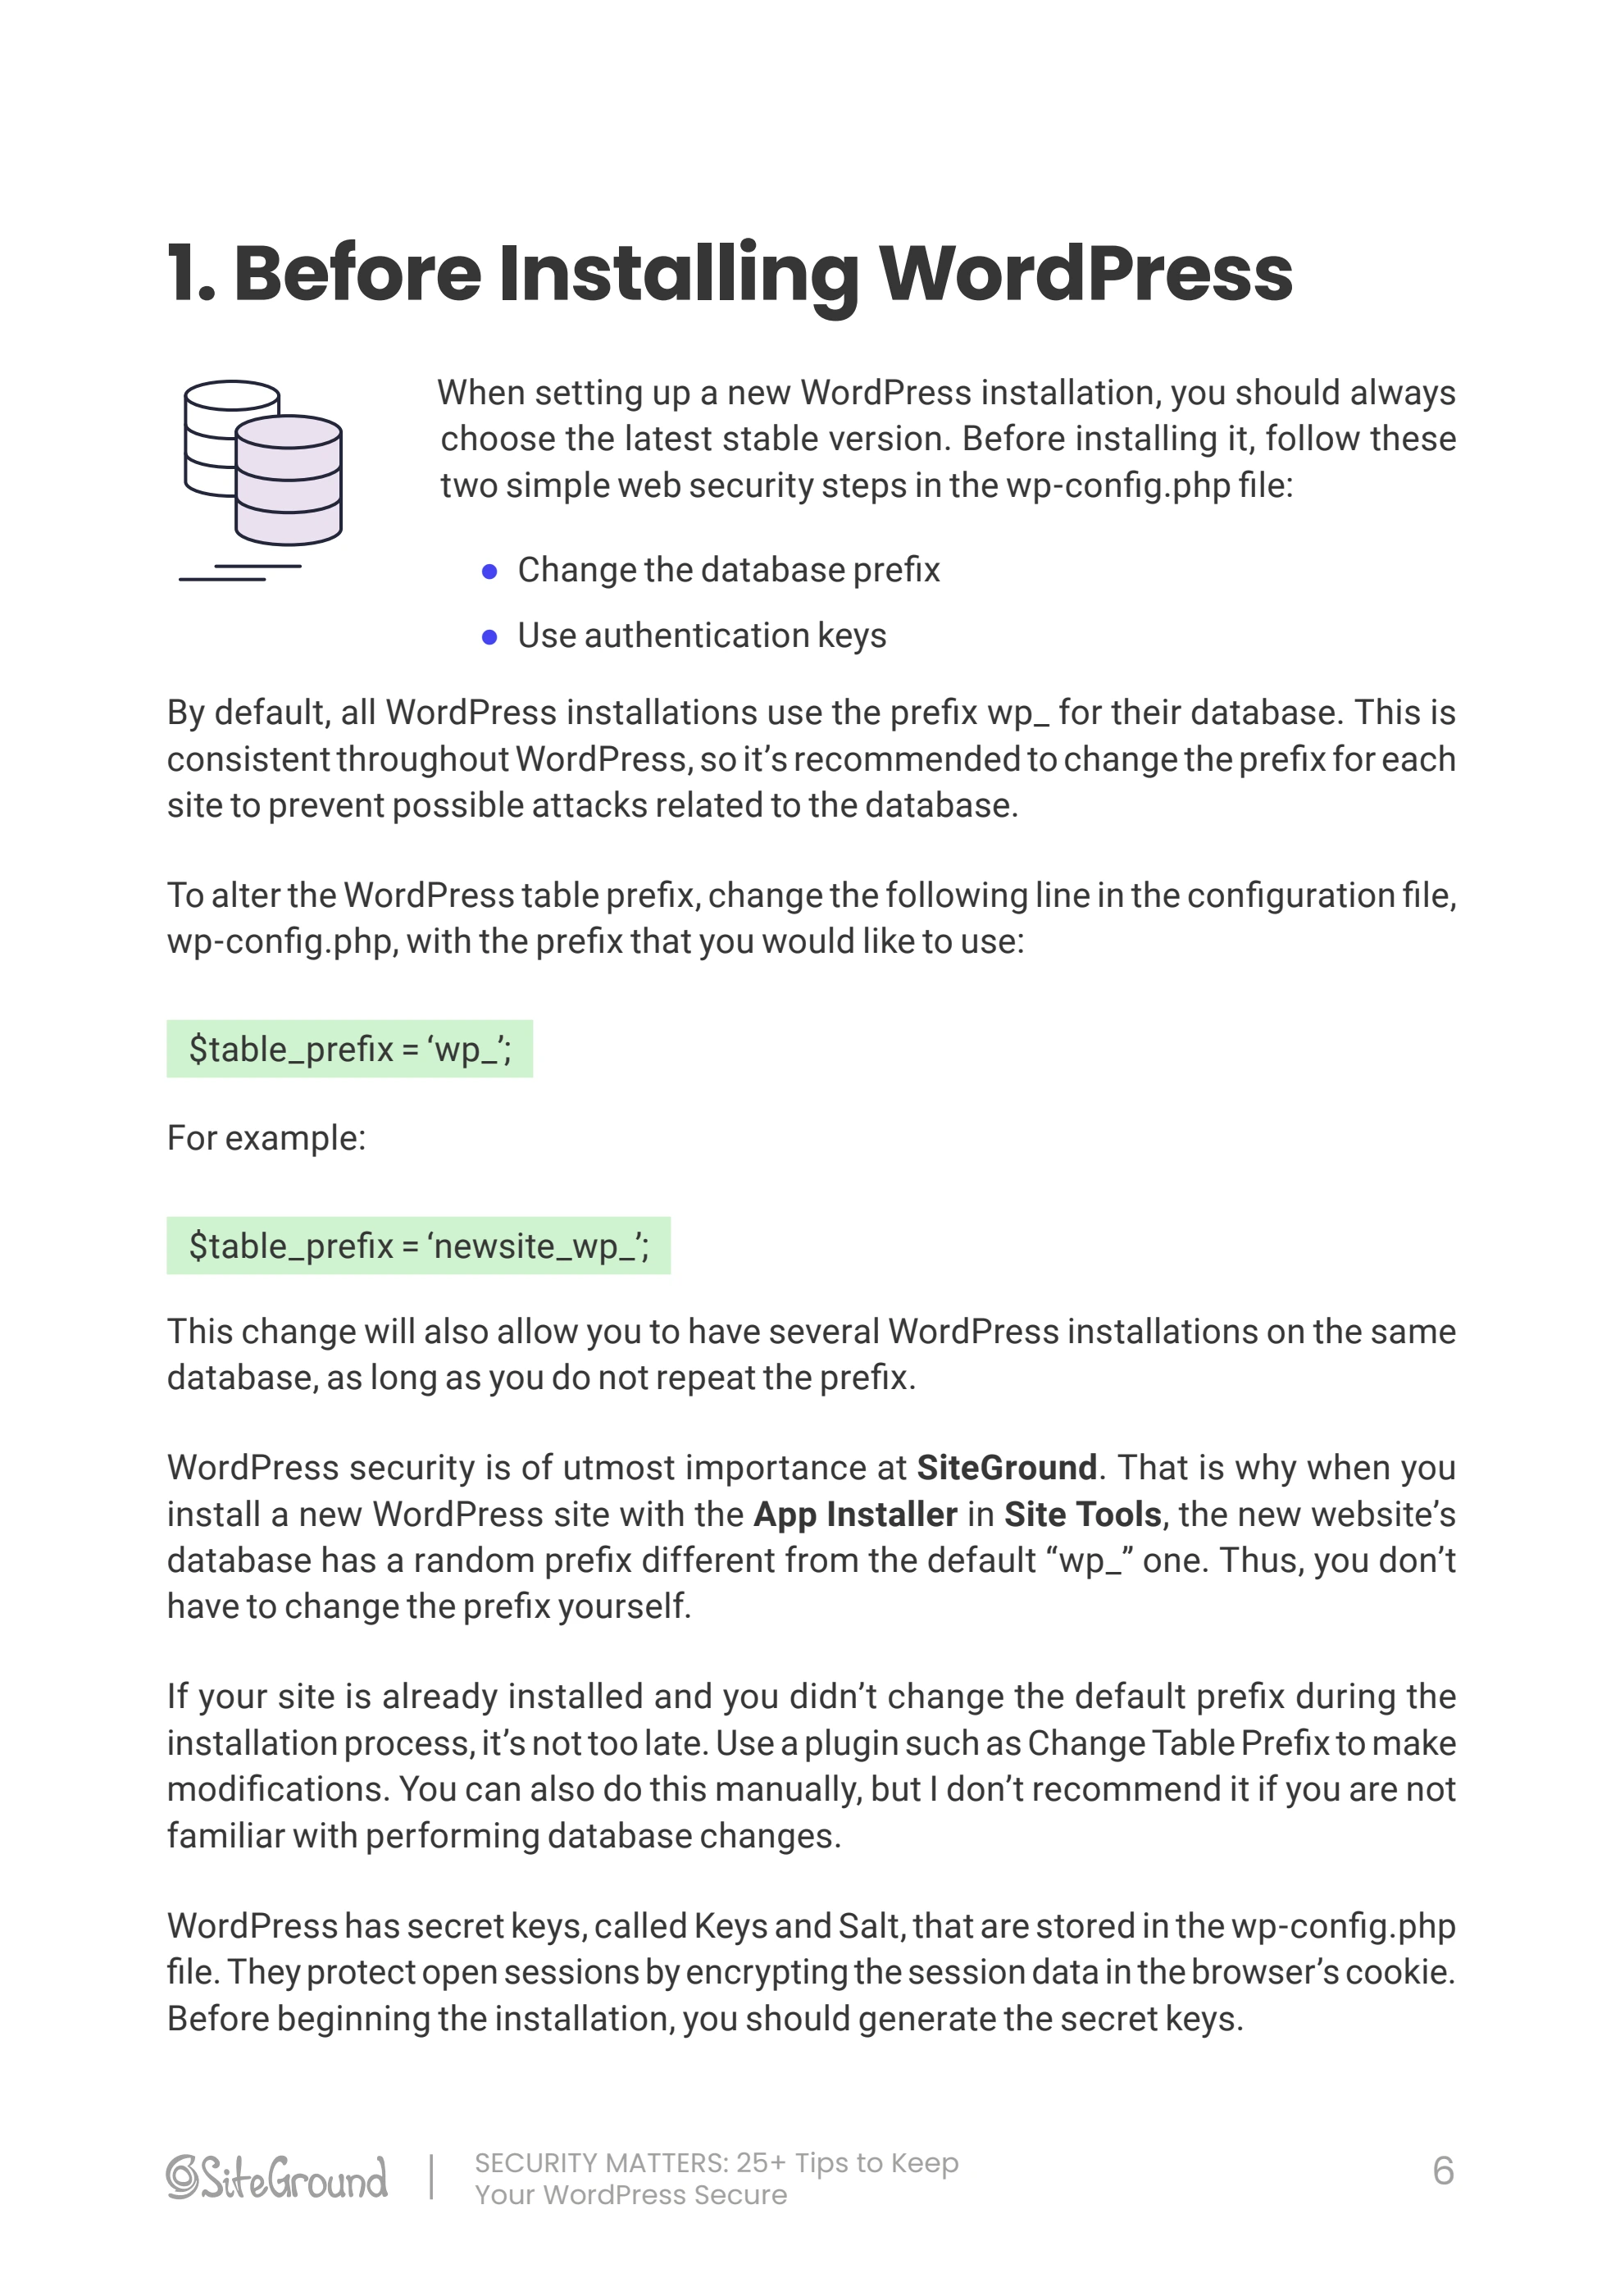 1. Before Installing WordPress
When setting up a new WordPress installation, you should always
choose the latest stable version. Before installing it, follow these
two simple web security steps in the wp-config.php file:
• Change the database prefix
• Use authentication keys
By default, all WordPress installations use the prefix wp_ for their database. This is
consistent throughout WordPress, so it’s recommended to change the prefix for each
site to prevent possible attacks related to the database.
To alter the WordPress table prefix, change the following line in the configuration file,
wp-config.php, with the prefix that you would like to use:
$table_prefix = ‘wp_’;
For example:
$table_prefix = ‘newsite_wp_’;
This change will also allow you to have several WordPress installations on the same
database, as long as you do not repeat the prefix.
WordPress security is of utmost importance at SiteGround. That is why when you
install a new WordPress site with the App Installer in Site Tools, the new website’s
database has a random prefix different from the default “wp_” one. Thus, you don’t
have to change the prefix yourself.
If your site is already installed and you didn’t change the default prefix during the
installation process, it’s not too late. Use a plugin such as Change Table Prefix to make
modifications. You can also do this manually, but I don’t recommend it if you are not
familiar with performing database changes.
WordPress has secret keys, called Keys and Salt, that are stored in the wp-config.php
file. They protect open sessions by encrypting the session data in the browser’s cookie.
Before beginning the installation, you should generate the secret keys.
SiteGround
SECURITY MATTERS: 25+ Tips to Keep
Your WordPress Secure
6